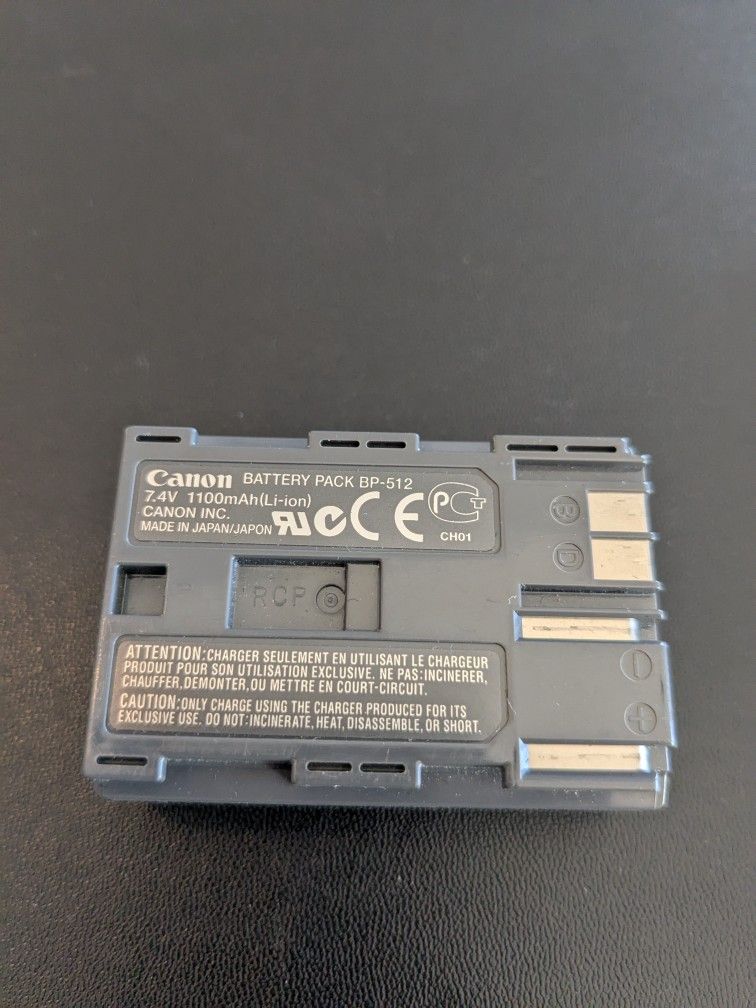 Canon BATTERY PACK BP-512
7.4V 1100mAh(Li-ion)
CANON INC.
MADE IN JAPAN/JAPON
CE
PCT
CH01
B
D
RCP
ATTENTION:CHARGER SEULEMENT EN UTILISANT LE CHARGEUR
PRODUIT POUR SON UTILISATION EXCLUSIVE. NE PAS:INCINERER,
CHAUFFER,DEMONTER,OU METTRE EN COURT-CIRCUIT.
CAUTION:ONLY CHARGE USING THE CHARGER PRODUCED FOR ITS
EXCLUSIVE USE. DO NOT:INCINERATE, HEAT, DISASSEMBLE, OR SHORT.
−
+